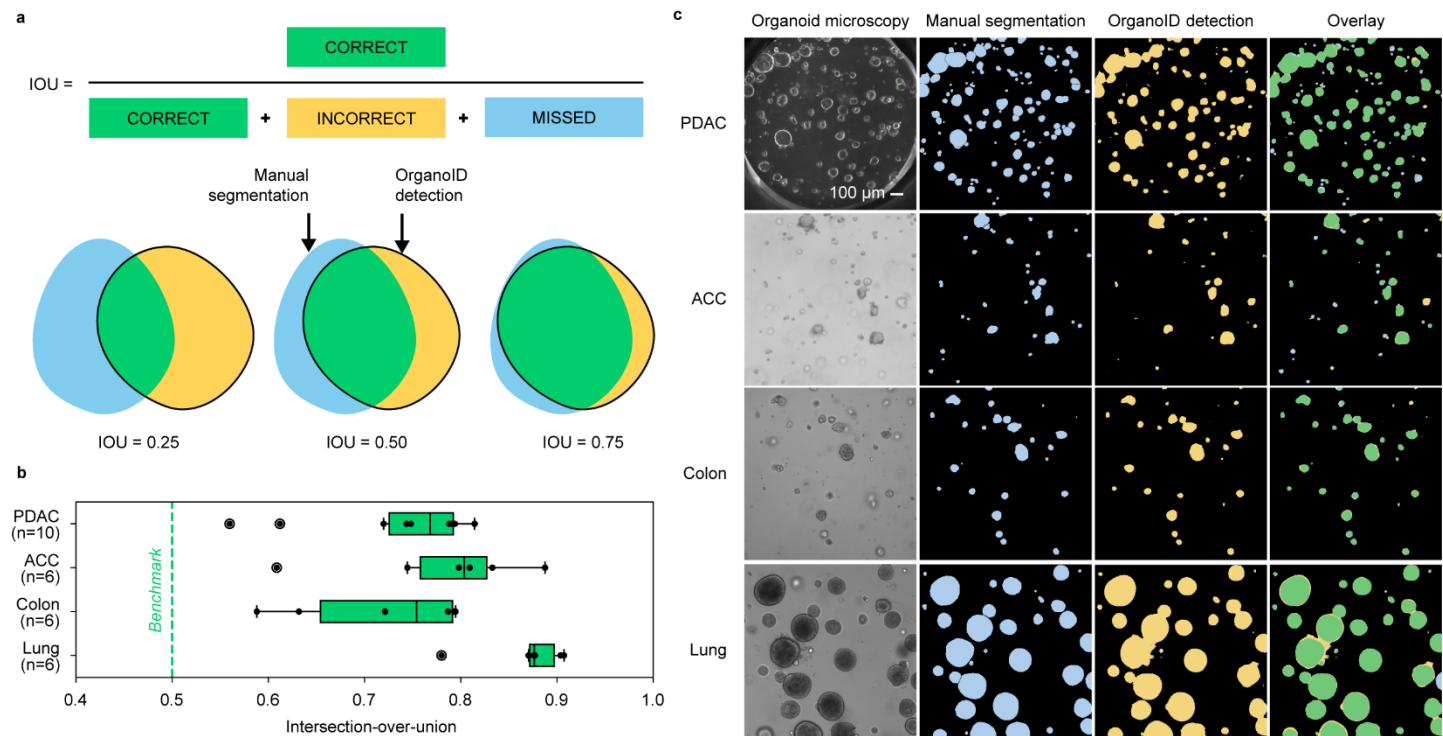 a
CORRECT
IOU =
CORRECT + INCORRECT + MISSED
Manual
segmentation
OrganoID
detection
IOU = 0.25
IOU = 0.50
IOU = 0.75
b
PDAC
(n=10)
ACC
(n=6)
Colon
(n=6)
Lung
(n=6)
Benchmark
0.4 0.5 0.6 0.7 0.8 0.9 1.0
Intersection-over-union
c
Organoid microscopy Manual segmentation OrganoID detection Overlay
PDAC
100 µm
ACC
Colon
Lung